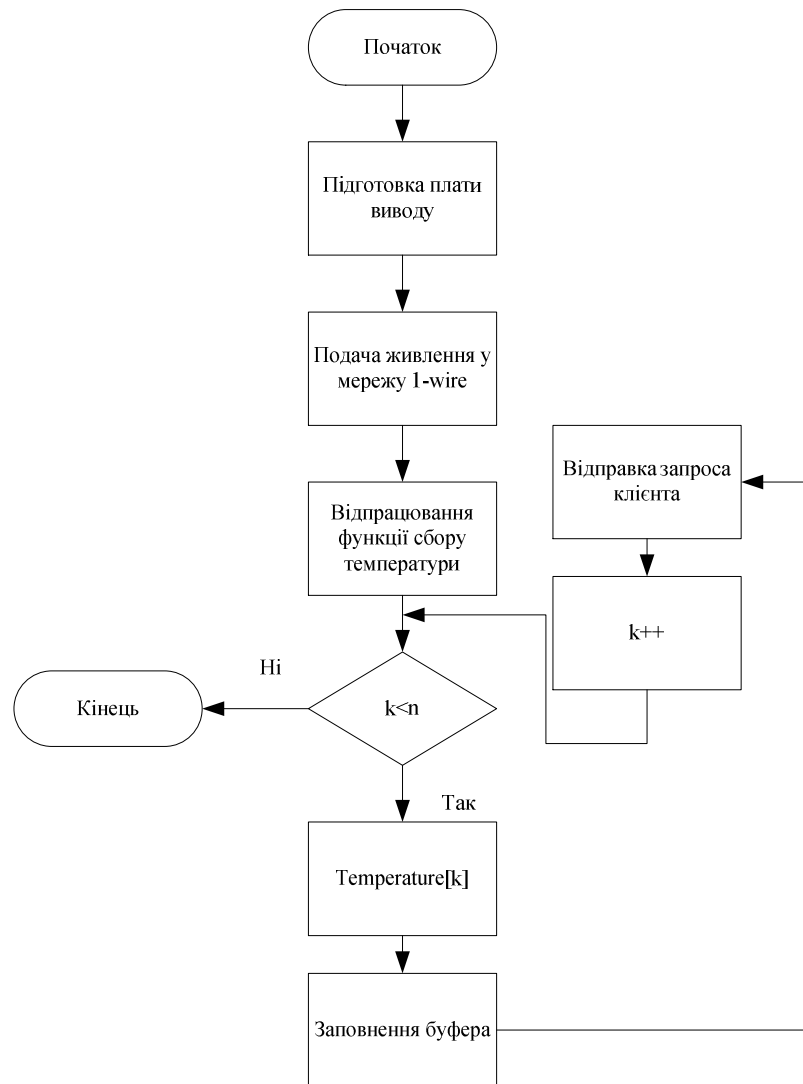 Початок
Підготовка плати
виводу
Подача живлення у
мережу 1-wire
Відпрацювання
функції сбору
температури
Відправка запроса
клієнта
k++
Ні
Кінець
k<n
Так
Temperature[k]
Заповнення буфера